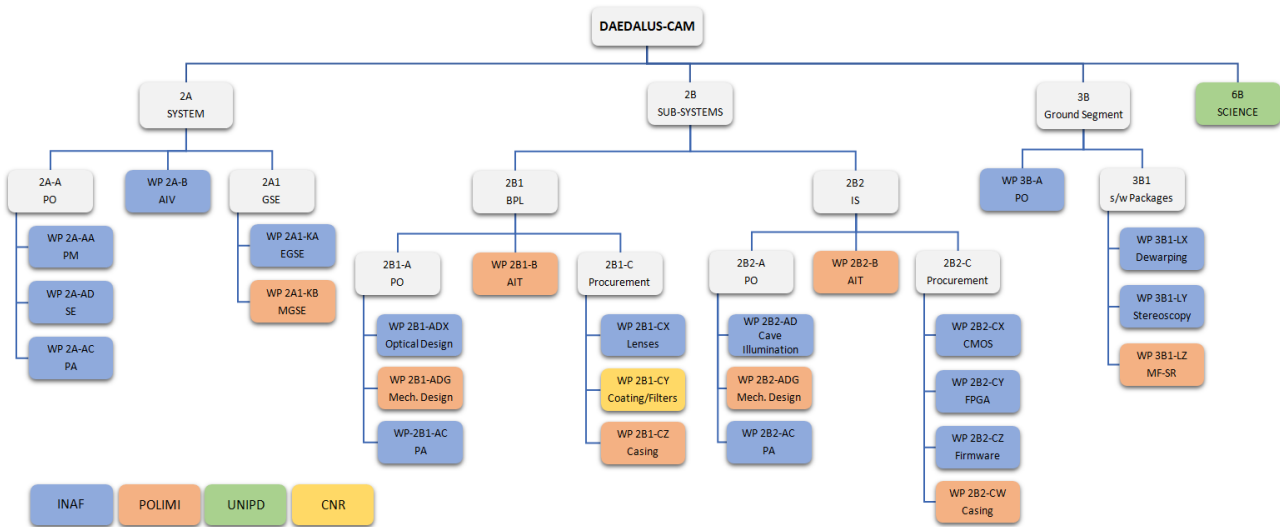 DAEDALUS-CAM
2A
SYSTEM
2B
SUB-SYSTEMS
3B
Ground Segment
6B
SCIENCE
2A-A
PO
WP 2A-B
AIV
2A1
GSE
2B1
BPL
2B2
IS
WP 3B-A
PO
3B1
s/w Packages
WP 2A-AA
PM
WP 2A-AD
SE
WP 2A-AC
PA
WP 2A1-KA
EGSE
WP 2A1-KB
MGSE
2B1-A
PO
WP 2B1-B
AIT
2B1-C
Procurement
2B2-A
PO
WP 2B2-B
AIT
2B2-C
Procurement
WP 2B1-ADX
Optical Design
WP 2B1-ADG
Mech. Design
WP-2B1-AC
PA
WP 2B1-CX
Lenses
WP 2B1-CY
Coating/Filters
WP 2B1-CZ
Casing
WP 2B2-AD
Cave
Illumination
WP 2B2-ADG
Mech. Design
WP 2B2-AC
PA
WP 2B2-CX
CMOS
WP 2B2-CY
FPGA
WP 2B2-CZ
Firmware
WP 2B2-CW
Casing
WP 3B1-LX
Dewarping
WP 3B1-LY
Stereoscopy
WP 3B1-LZ
MF-SR
INAF
POLIMI
UNIPD
CNR